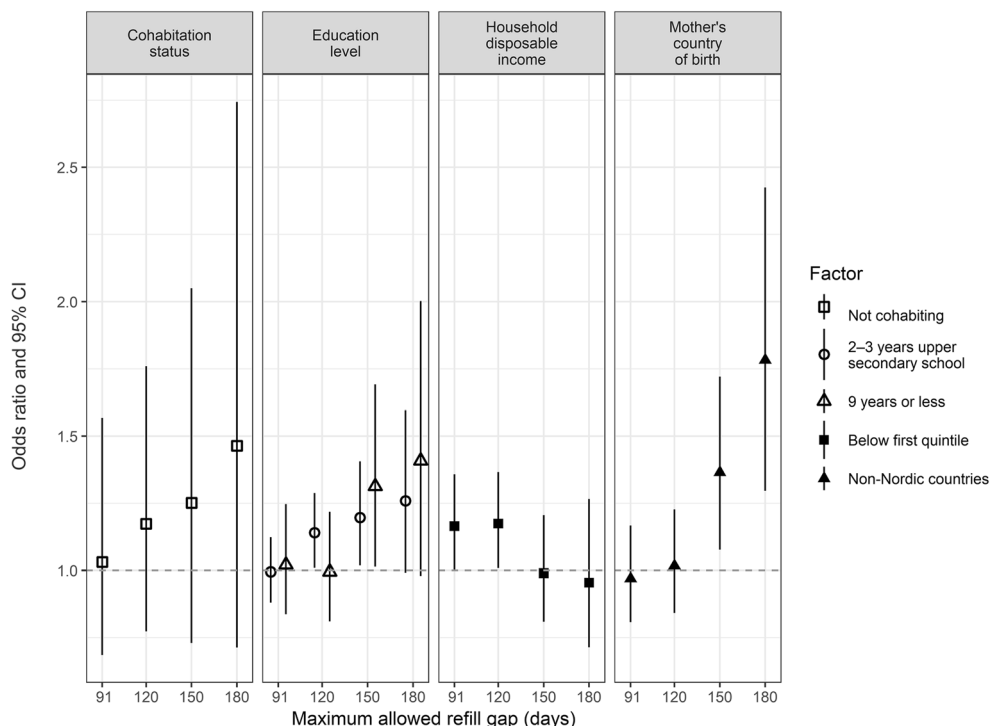 Cohabitation
status
Education
level
Household
disposable
income
Mother's
country
of birth
2.5
2.0
1.5
1.0
Odds ratio and 95% CI
91 120 150 180
91 120 150 180
91 120 150 180
91 120 150 180
Maximum allowed refill gap (days)
Factor
Not cohabiting
2–3 years upper
secondary school
9 years or less
Below first quintile
Non-Nordic countries